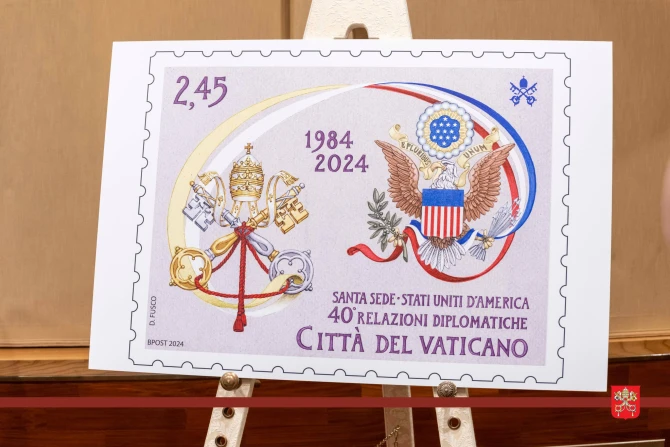 2,45
1984
2024
E PLURIBUS UNUM
SANTA SEDE-STATI UNITI D'AMERICA
40° RELAZIONI DIPLOMATICHE
CITTÀ DEL VATICANO
D. FUSCO
BPOST 2024